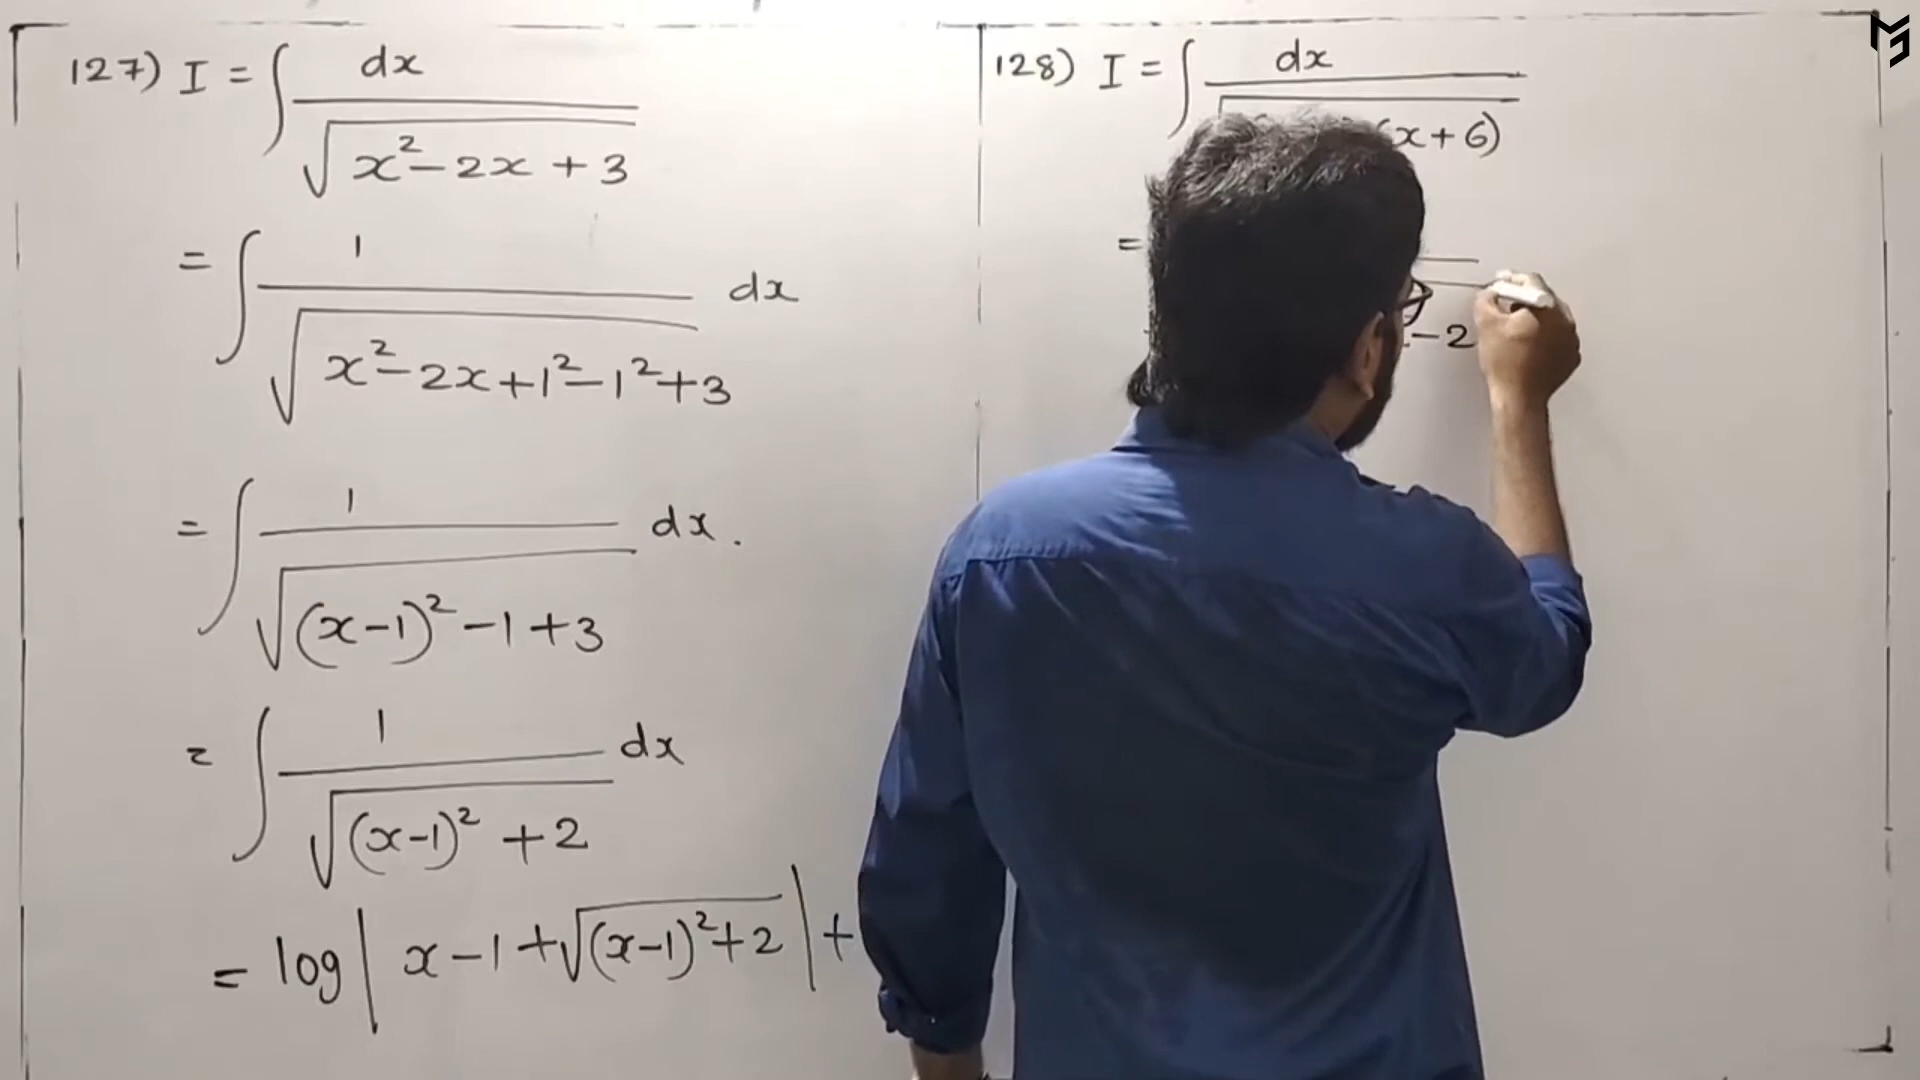 127) I = ∫ dx / √(x² - 2x + 3)
= ∫ 1 / √(x² - 2x + 1² - 1² + 3) dx
= ∫ 1 / √((x-1)² - 1 + 3) dx.
= ∫ 1 / √((x-1)² + 2) dx
= log | x - 1 + √((x-1)² + 2) | +
128) I = ∫ dx / √ x+6)
=
- 2